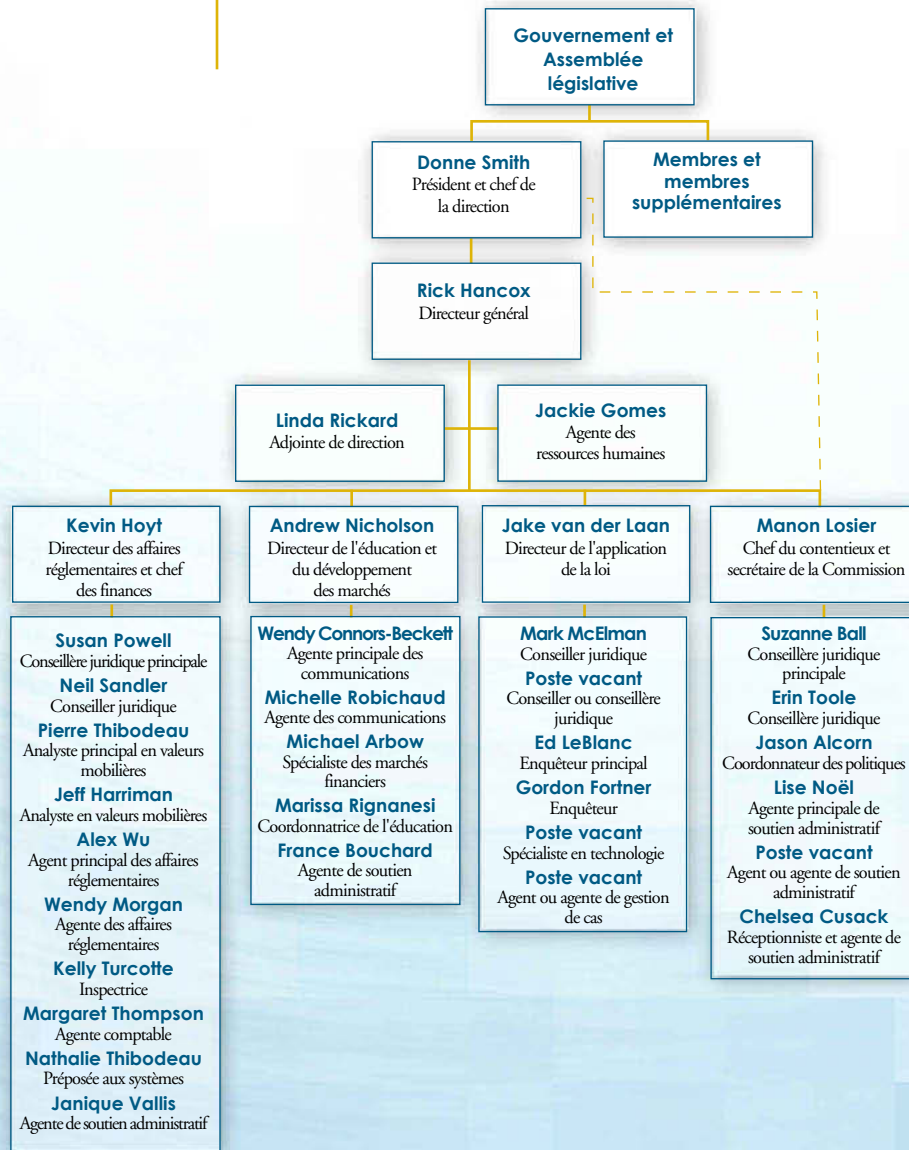 Gouvernement et
Assemblée
législative
Donne Smith
Président et chef de
la direction
Membres et
membres
supplémentaires
Rick Hancox
Directeur général
Linda Rickard
Adjointe de direction
Jackie Gomes
Agente des
ressources humaines
Kevin Hoyt
Directeur des affaires
réglementaires et chef
des finances
Andrew Nicholson
Directeur de l'éducation et
du développement
des marchés
Jake van der Laan
Directeur de l'application
de la loi
Manon Losier
Chef du contentieux et
secrétaire de la Commission
Susan Powell
Conseillère juridique principale
Neil Sandler
Conseiller juridique
Pierre Thibodeau
Analyste principal en valeurs
mobilières
Jeff Harriman
Analyste en valeurs mobilières
Alex Wu
Agent principal des affaires
réglementaires
Wendy Morgan
Agente des affaires
réglementaires
Kelly Turcotte
Inspectrice
Margaret Thompson
Agente comptable
Nathalie Thibodeau
Préposée aux systèmes
Janique Vallis
Agente de soutien administratif
Wendy Connors-Beckett
Agente principale des
communications
Michelle Robichaud
Agente des communications
Michael Arbow
Spécialiste des marchés
financiers
Marissa Rignanesi
Coordonnatrice de l'éducation
France Bouchard
Agente de soutien
administratif
Mark McElman
Conseiller juridique
Poste vacant
Conseiller ou conseillère
juridique
Ed LeBlanc
Enquêteur principal
Gordon Fortner
Enquêteur
Poste vacant
Spécialiste en technologie
Poste vacant
Agent ou agente de gestion
de cas
Suzanne Ball
Conseillère juridique
principale
Erin Toole
Conseillère juridique
Jason Alcorn
Coordonnateur des politiques
Lise Noël
Agente principale de
soutien administratif
Poste vacant
Agent ou agente de soutien
administratif
Chelsea Cusack
Réceptionniste et agente de
soutien administratif